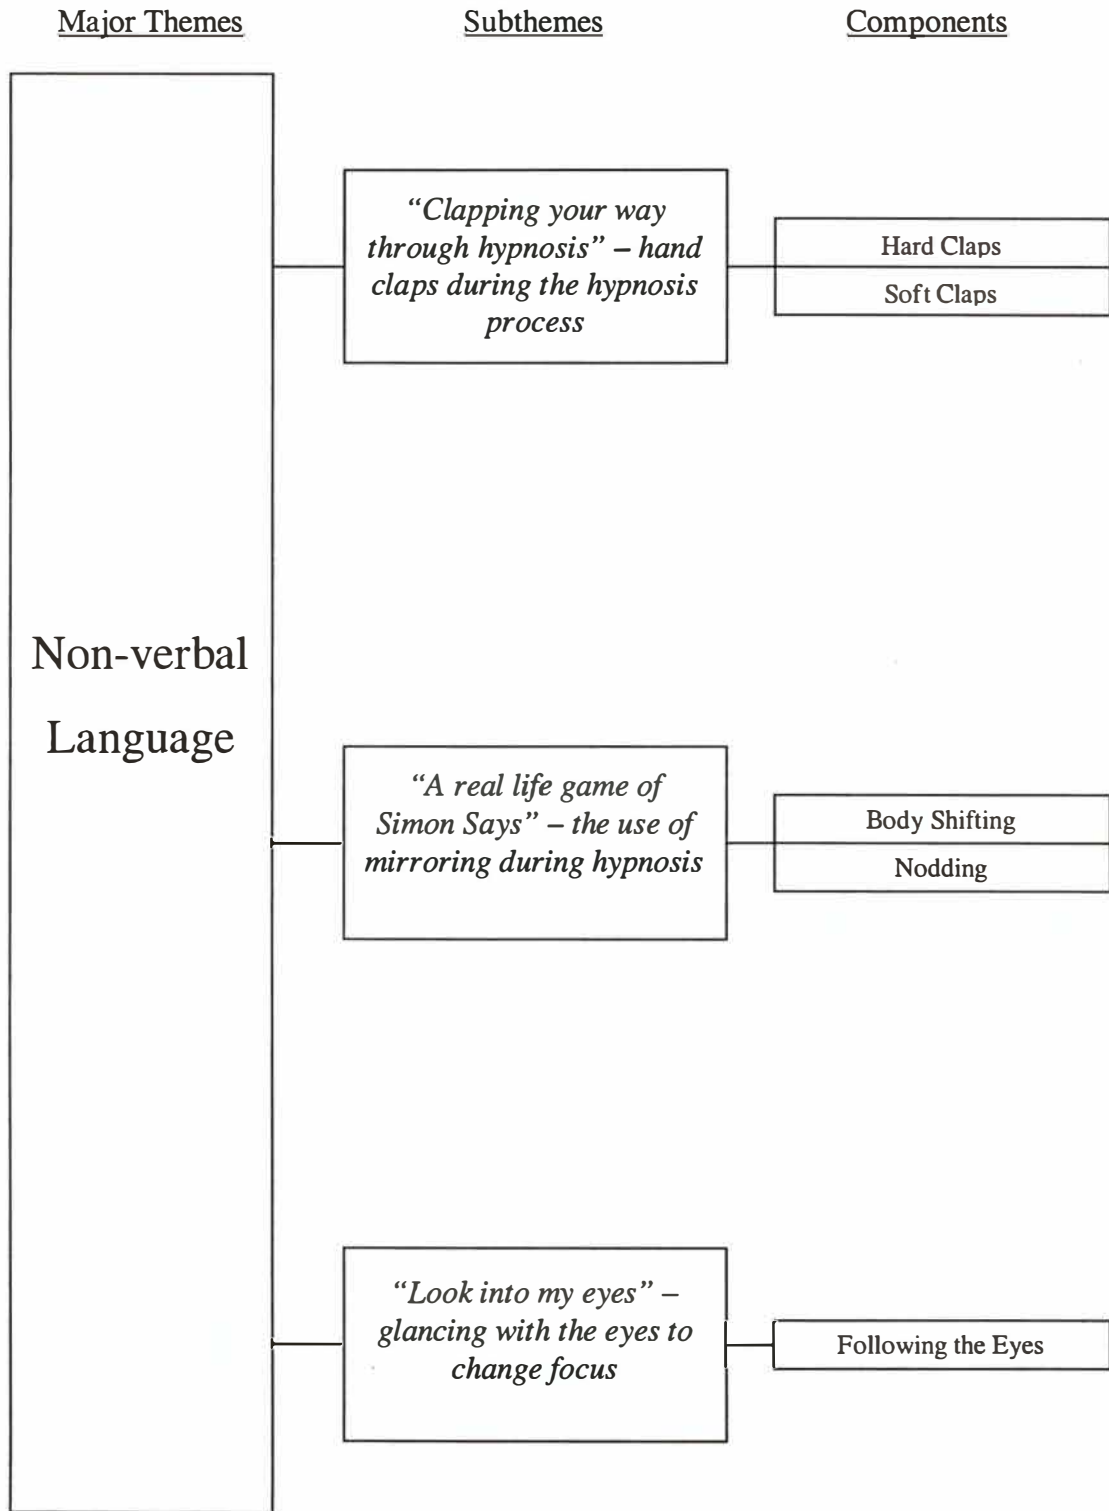 Major Themes
Subthemes
Components
Non-verbal
Language
“Clapping your way
through hypnosis” – hand
claps during the hypnosis
process
Hard Claps
Soft Claps
“A real life game of
Simon Says” – the use of
mirroring during hypnosis
Body Shifting
Nodding
“Look into my eyes” –
glancing with the eyes to
change focus
Following the Eyes